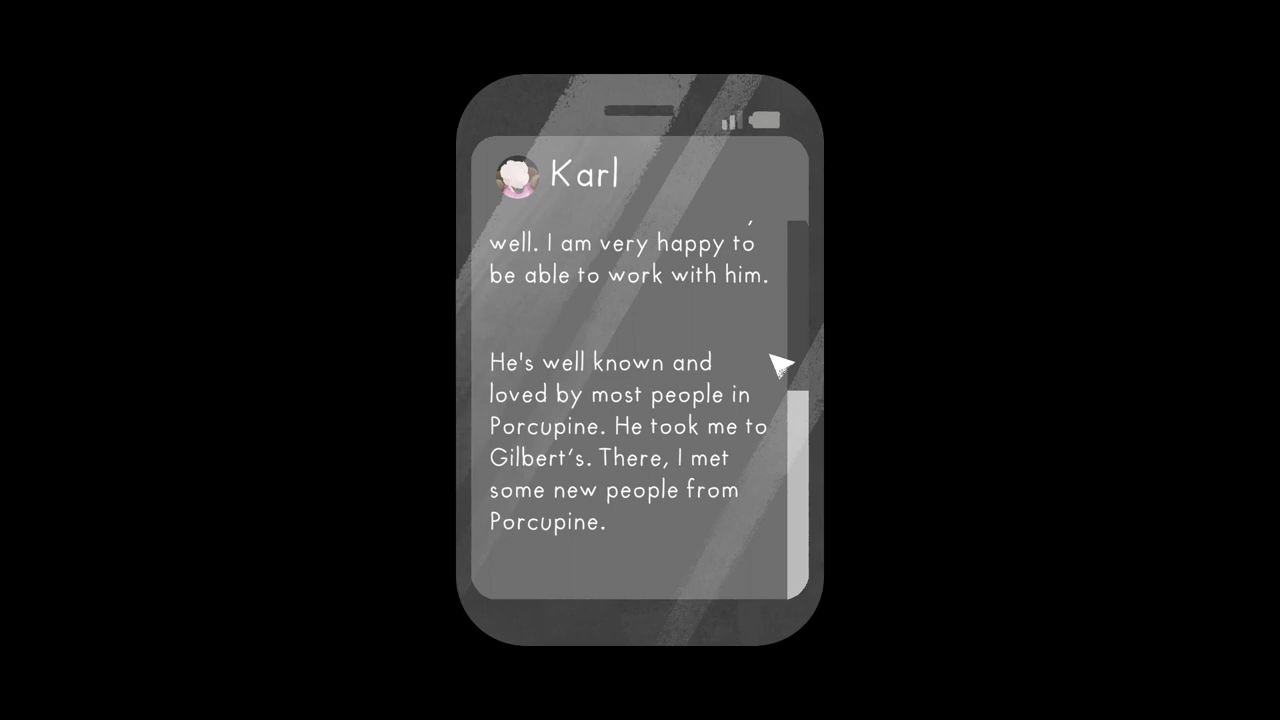 Karl
well. I am very happy to
be able to work with him.
He's well known and
loved by most people in
Porcupine. He took me to
Gilbert's. There, I met
some new people from
Porcupine.